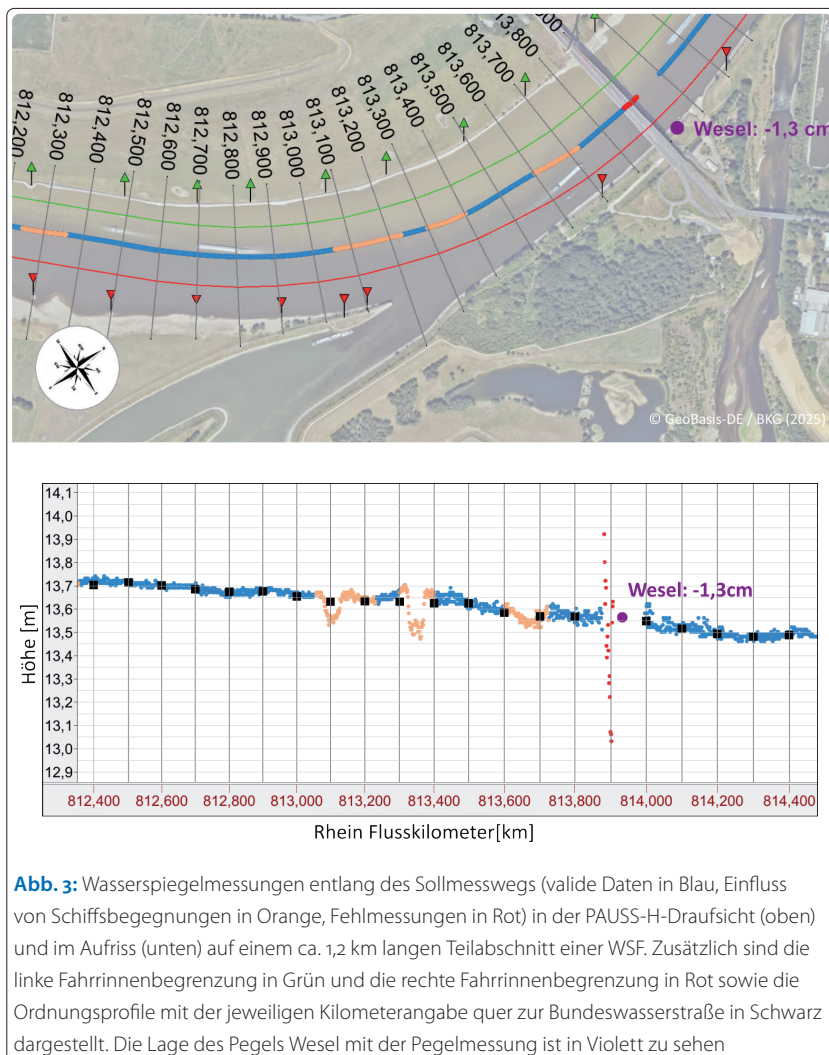 812,200
812,300
812,400
812,500
812,600
812,700
812,800
812,900
813,000
813,100
813,200
813,300
813,400
813,500
813,600
813,700
813,800
Wesel: -1,3 cm
© GeoBasis-DE / BKG (2025)
14,1
14,0
13,9
13,8
13,7
13,6
13,5
13,4
13,3
13,2
13,1
13,0
12,9
Höhe [m]
Wesel: -1,3cm
812,400 812,600 812,800 813,000 813,200 813,400 813,600 813,800 814,000 814,200 814,400
Rhein Flusskilometer[km]
Abb. 3: Wasserspiegelmessungen entlang des Sollmesswegs (valide Daten in Blau, Einfluss
von Schiffsbegegnungen in Orange, Fehlmessungen in Rot) in der PAUSS-H-Draufsicht (oben)
und im Aufriss (unten) auf einem ca. 1,2 km langen Teilabschnitt einer WSF. Zusätzlich sind die
linke Fahrrinnenbegrenzung in Grün und die rechte Fahrrinnenbegrenzung in Rot sowie die
Ordnungsprofile mit der jeweiligen Kilometerangabe quer zur Bundeswasserstraße in Schwarz
dargestellt. Die Lage des Pegels Wesel mit der Pegelmessung ist in Violett zu sehen